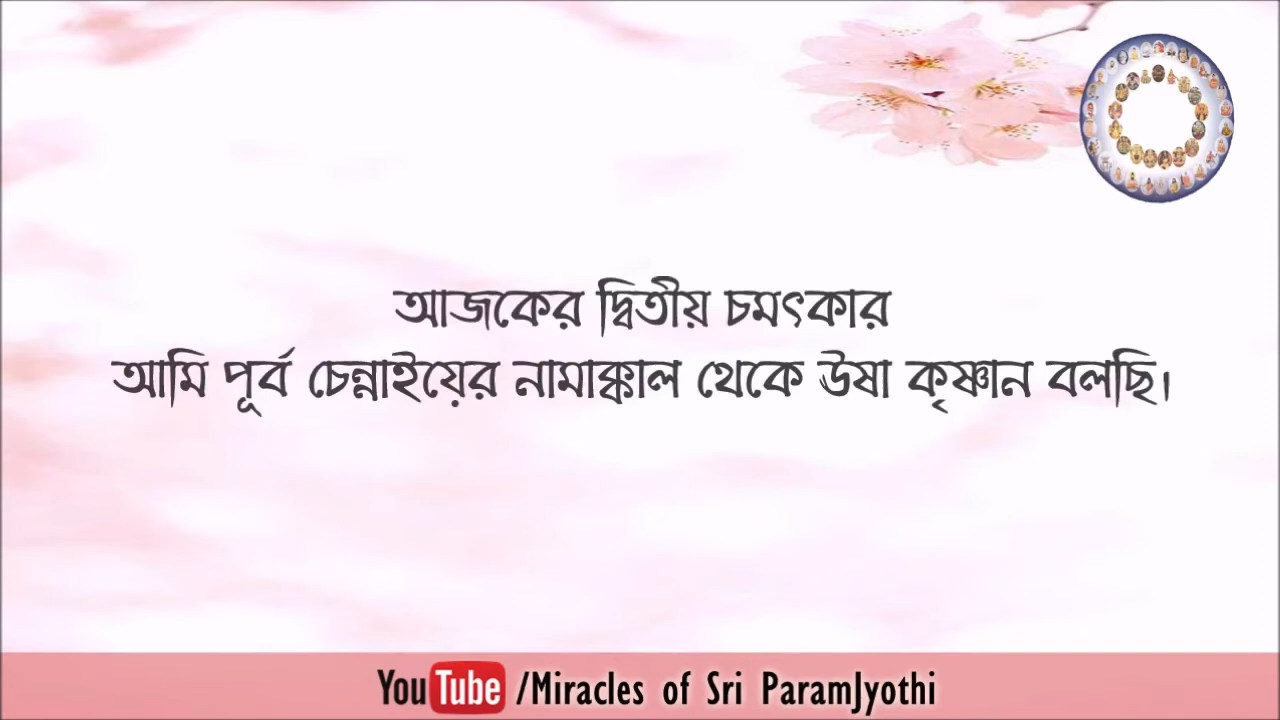 আজকের দ্বিতীয় চমৎকার
আমি পূর্ব চেন্নাইয়ের নামাক্কাল থেকে ঊষা কৃষ্ণান বলছি।
YouTube /Miracles of Sri ParamJyothi